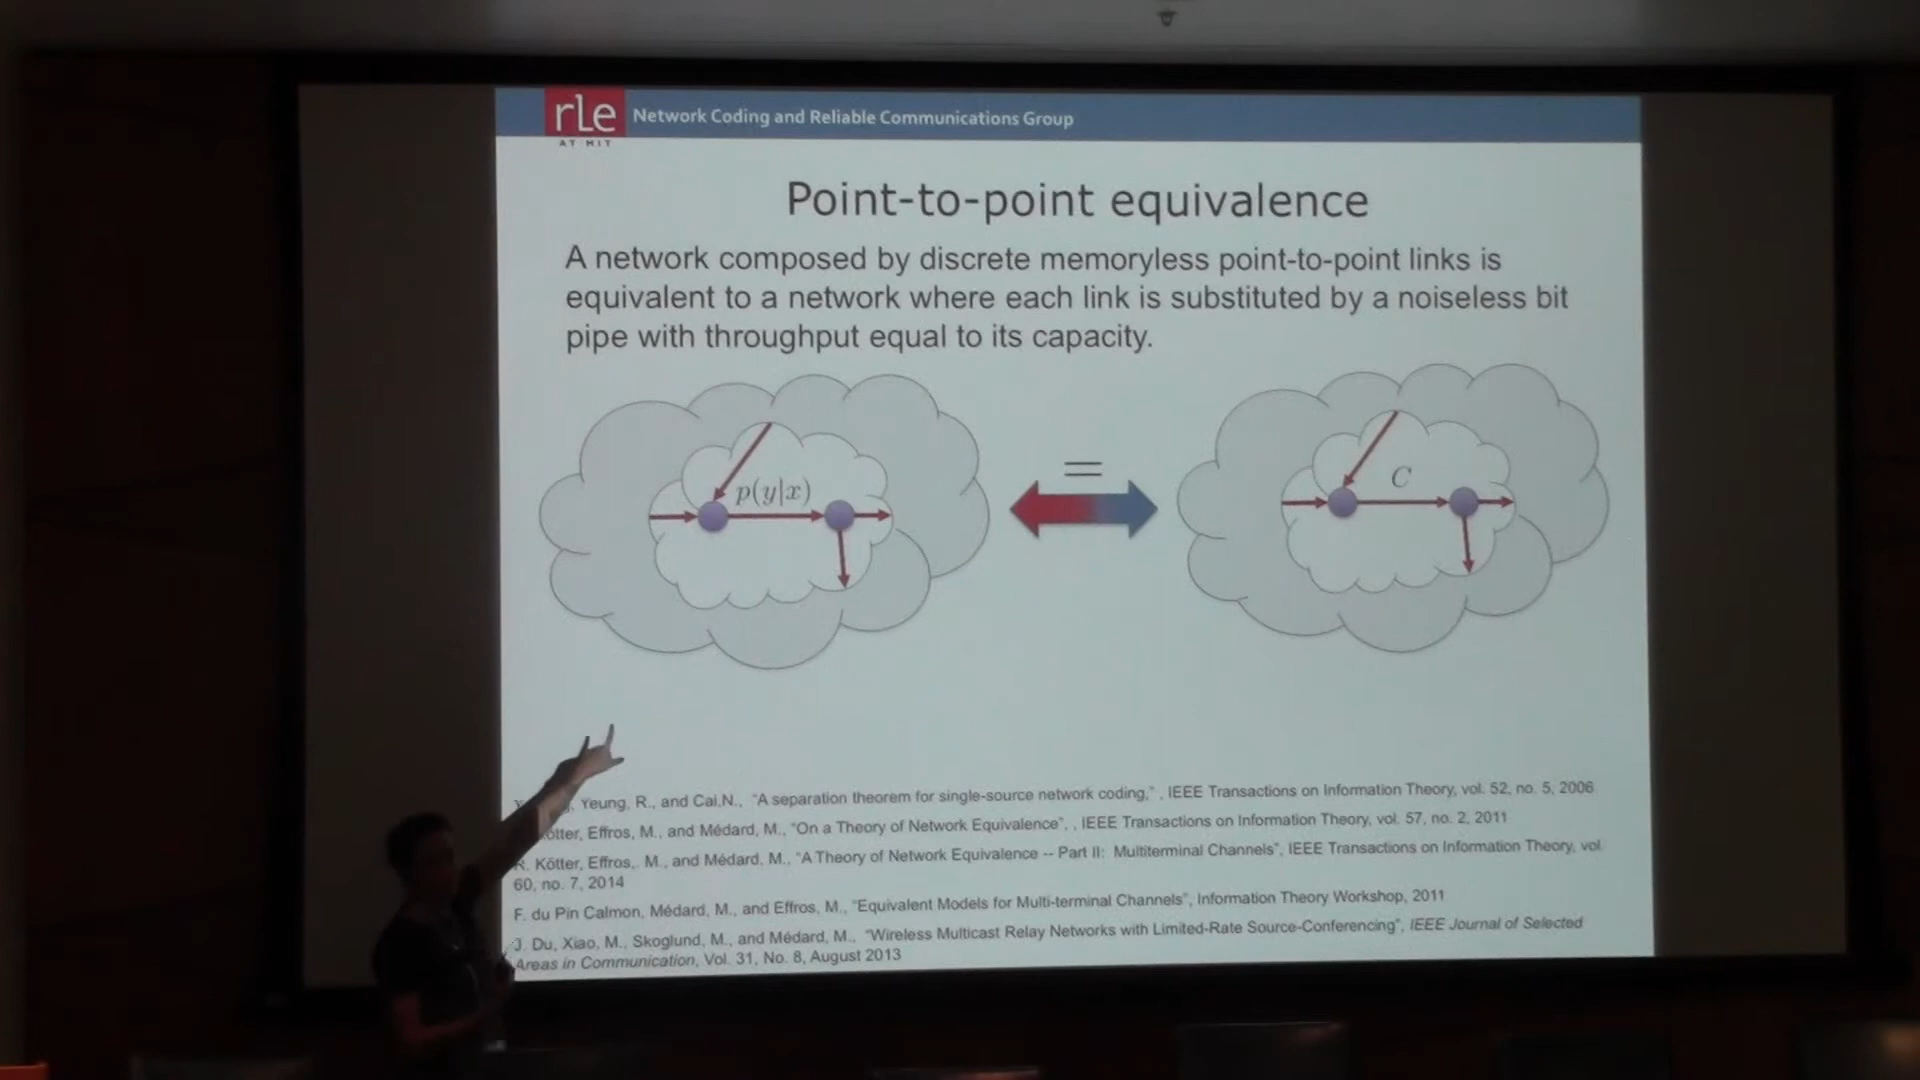 rle
AT MIT
Network Coding and Reliable Communications Group
Point-to-point equivalence
A network composed by discrete memoryless point-to-point links is
equivalent to a network where each link is substituted by a noiseless bit
pipe with throughput equal to its capacity.
p(y|x)
=
C
Yeung, R., and Cai,N., "A separation theorem for single-source network coding," , IEEE Transactions on Information Theory, vol. 52, no. 5, 2006
Effros, M., and Médard, M., "On a Theory of Network Equivalence", , IEEE Transactions on Information Theory, vol. 57, no. 2, 2011
R. Kötter, Effros,. M., and Médard, M., "A Theory of Network Equivalence -- Part II: Multiterminal Channels", IEEE Transactions on Information Theory, vol.
60, no. 7, 2014
F. du Pin Calmon, Médard, M., and Effros, M., "Equivalent Models for Multi-terminal Channels", Information Theory Workshop, 2011
J. Du, Xiao, M., Skoglund, M., and Médard, M., "Wireless Multicast Relay Networks with Limited-Rate Source-Conferencing", IEEE Journal of Selected
Areas in Communication, Vol. 31, No. 8, August 2013